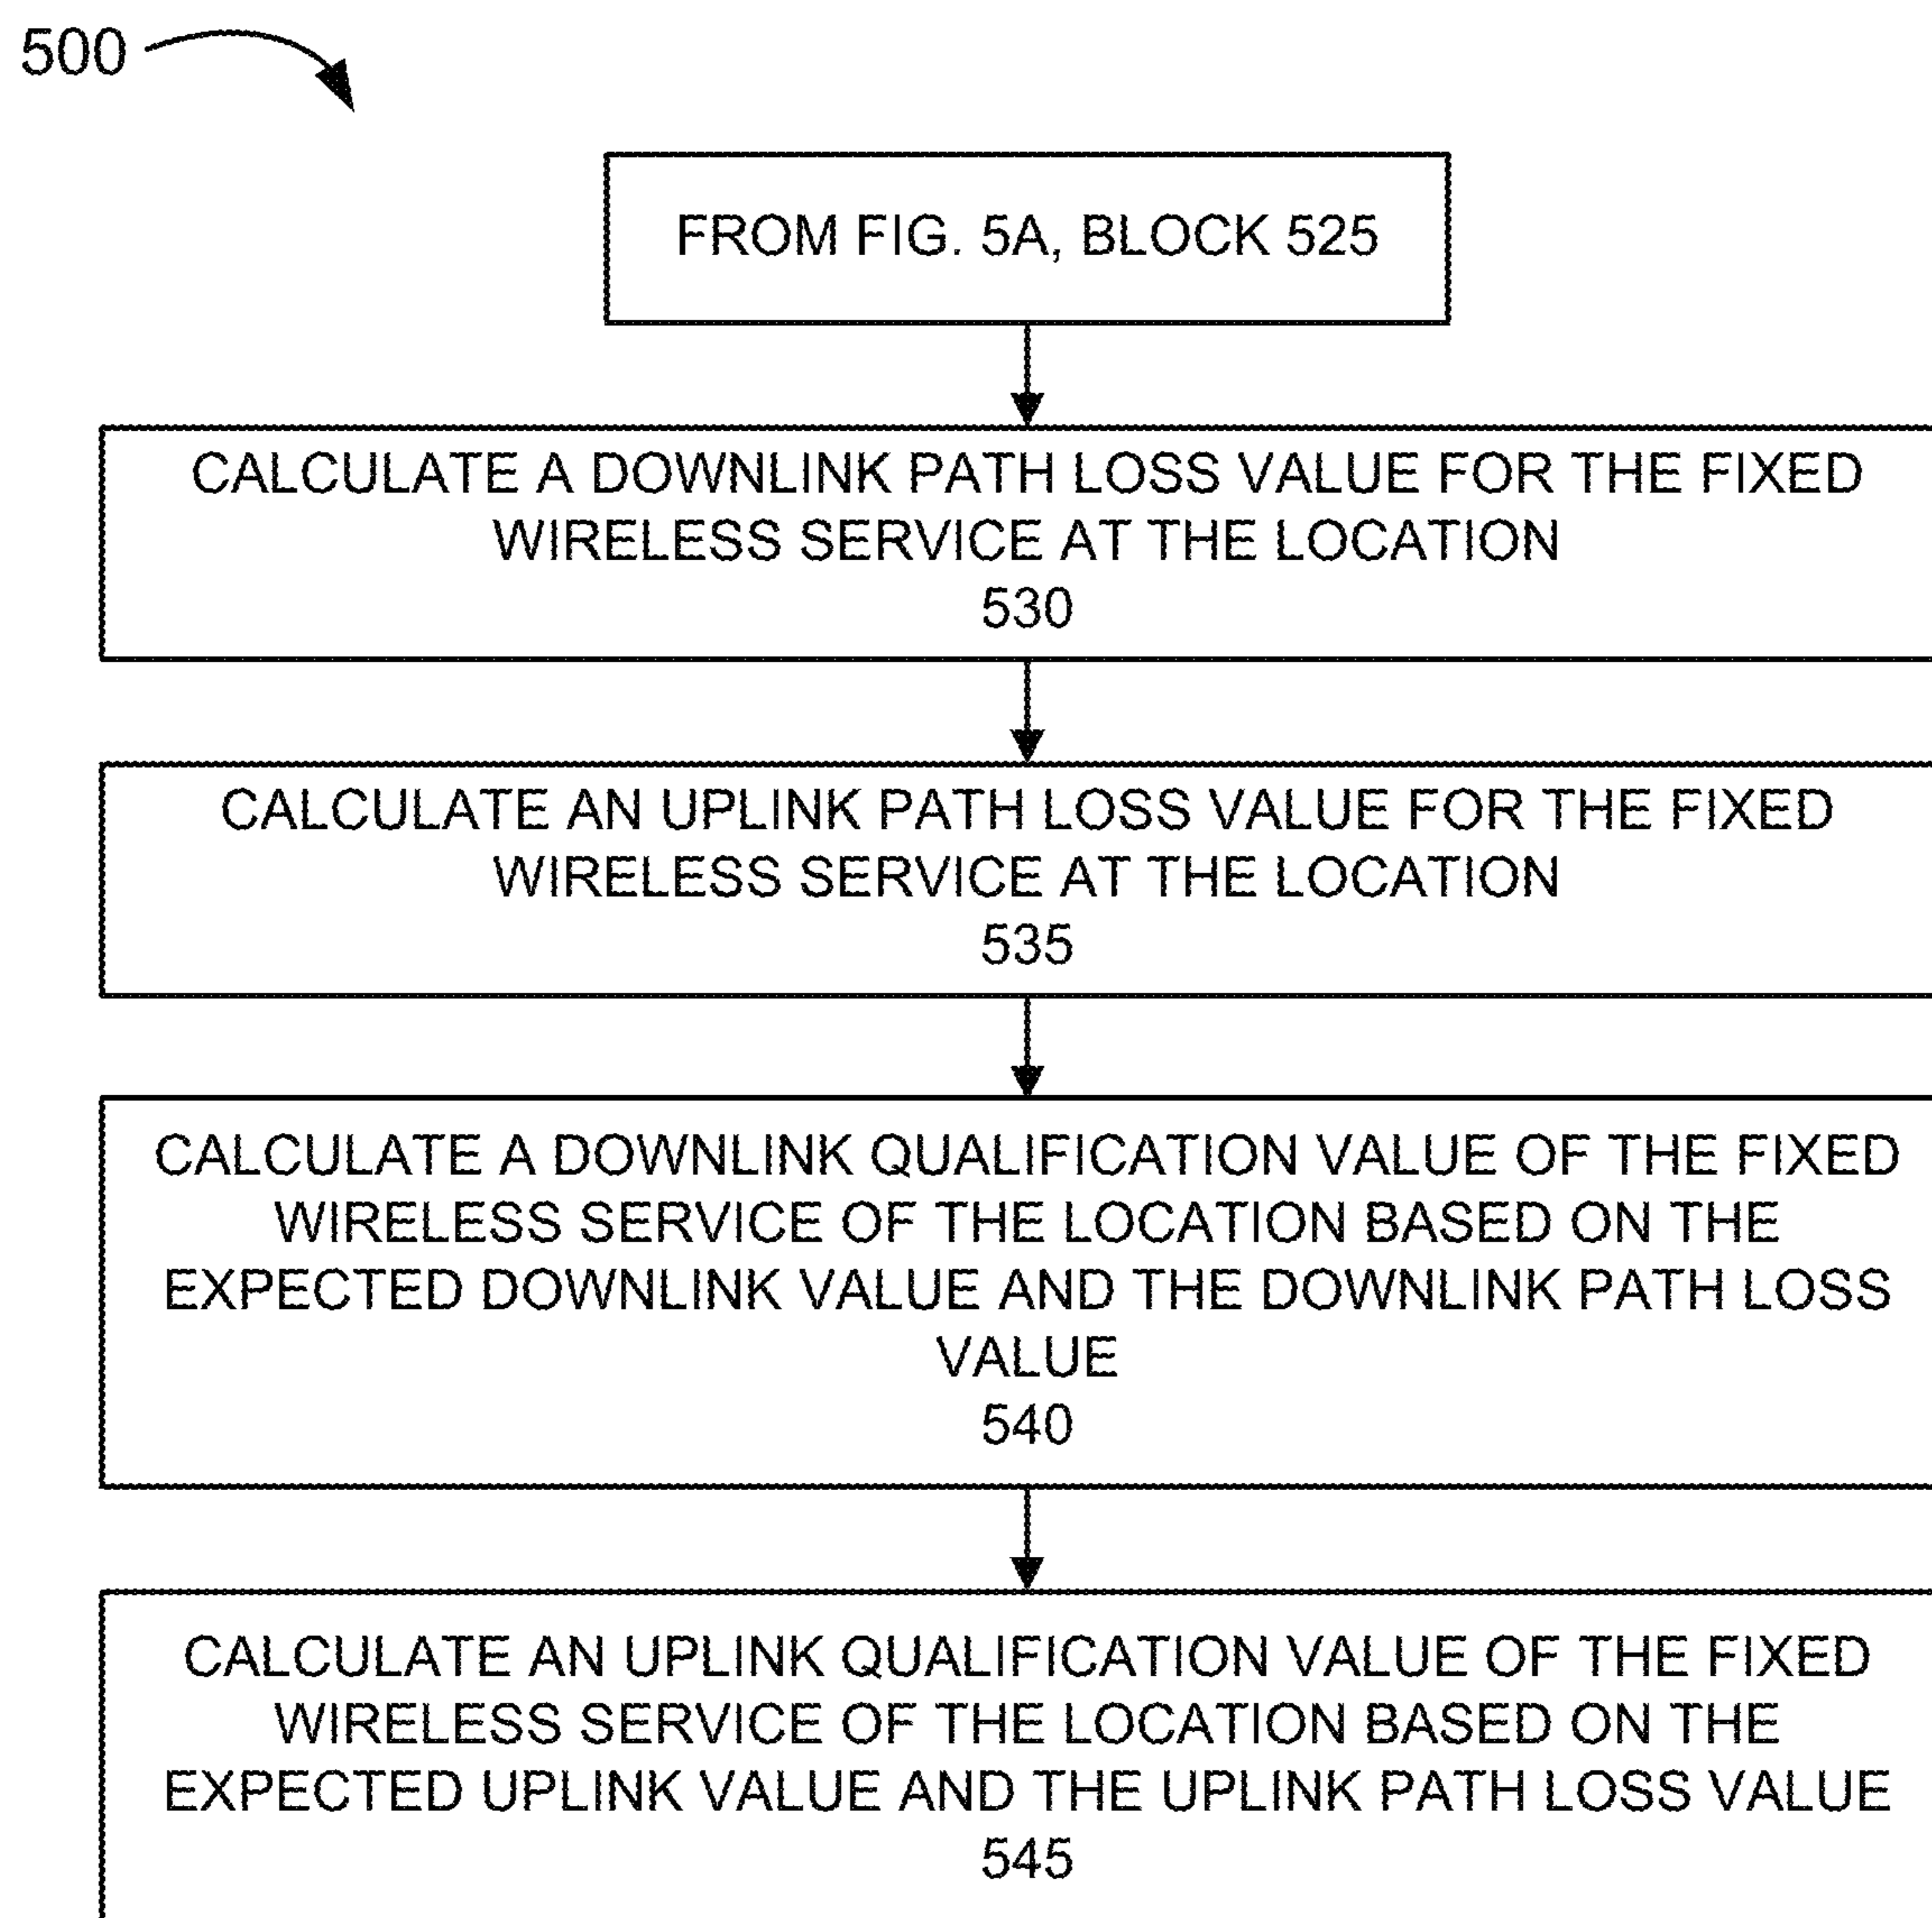 500
FROM FIG. 5A, BLOCK 525
CALCULATE A DOWNLINK PATH LOSS VALUE FOR THE FIXED
WIRELESS SERVICE AT THE LOCATION
530
CALCULATE AN UPLINK PATH LOSS VALUE FOR THE FIXED
WIRELESS SERVICE AT THE LOCATION
535
CALCULATE A DOWNLINK QUALIFICATION VALUE OF THE FIXED
WIRELESS SERVICE OF THE LOCATION BASED ON THE
EXPECTED DOWNLINK VALUE AND THE DOWNLINK PATH LOSS
VALUE
540
CALCULATE AN UPLINK QUALIFICATION VALUE OF THE FIXED
WIRELESS SERVICE OF THE LOCATION BASED ON THE
EXPECTED UPLINK VALUE AND THE UPLINK PATH LOSS VALUE
545